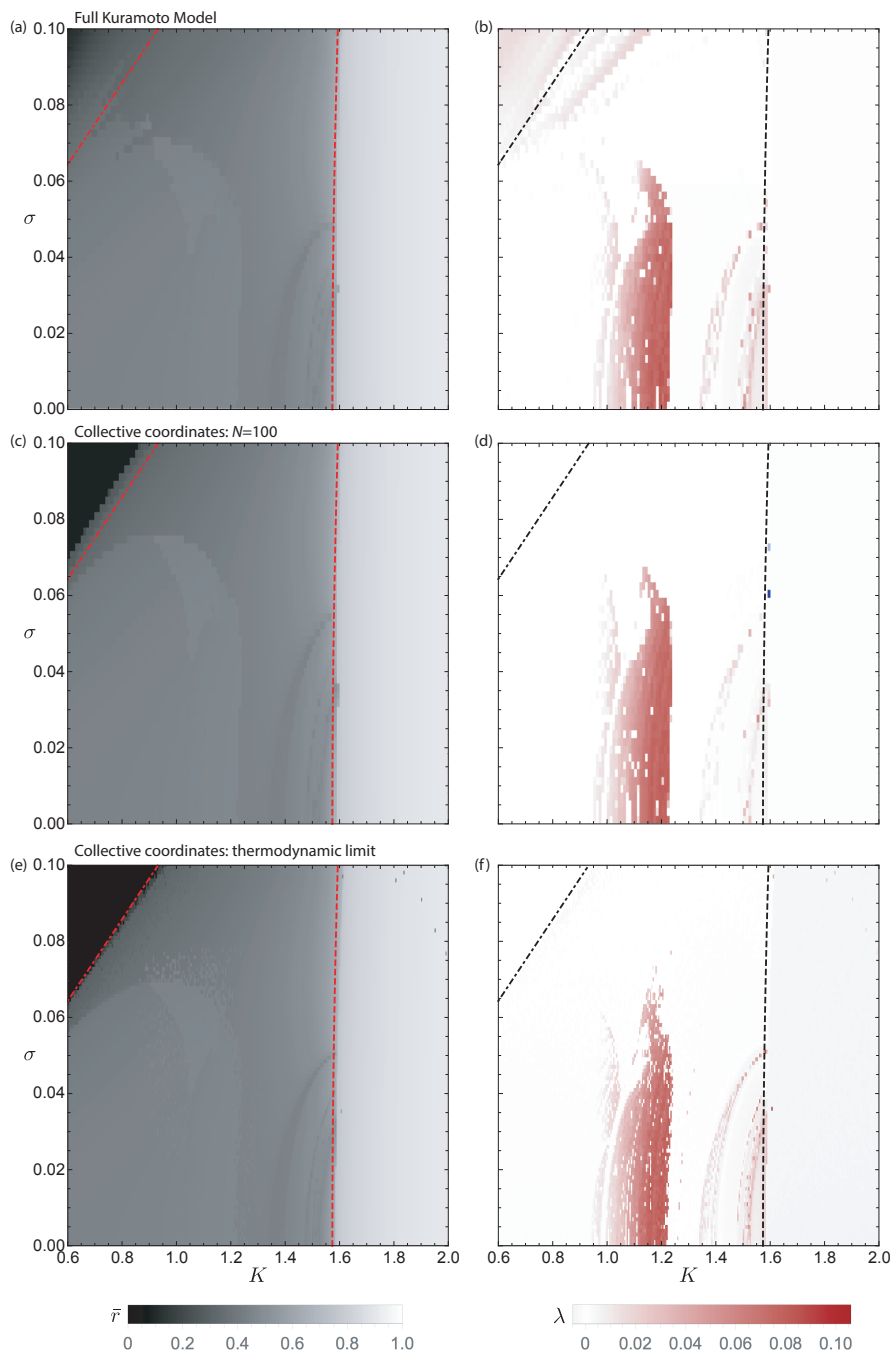 (a) Full Kuramoto Model (b)
0.10
0.08
0.06
σ
0.04
0.02
0.00
(c) Collective coordinates: N=100 (d)
0.10
0.08
0.06
σ
0.04
0.02
0.00
(e) Collective coordinates: thermodynamic limit (f)
0.10
0.08
0.06
σ
0.04
0.02
0.00
0.6 0.8 1.0 1.2 1.4 1.6 1.8 2.0 0.6 0.8 1.0 1.2 1.4 1.6 1.8 2.0
K K
r̄ λ
0 0.2 0.4 0.6 0.8 1.0 0 0.02 0.04 0.06 0.08 0.10